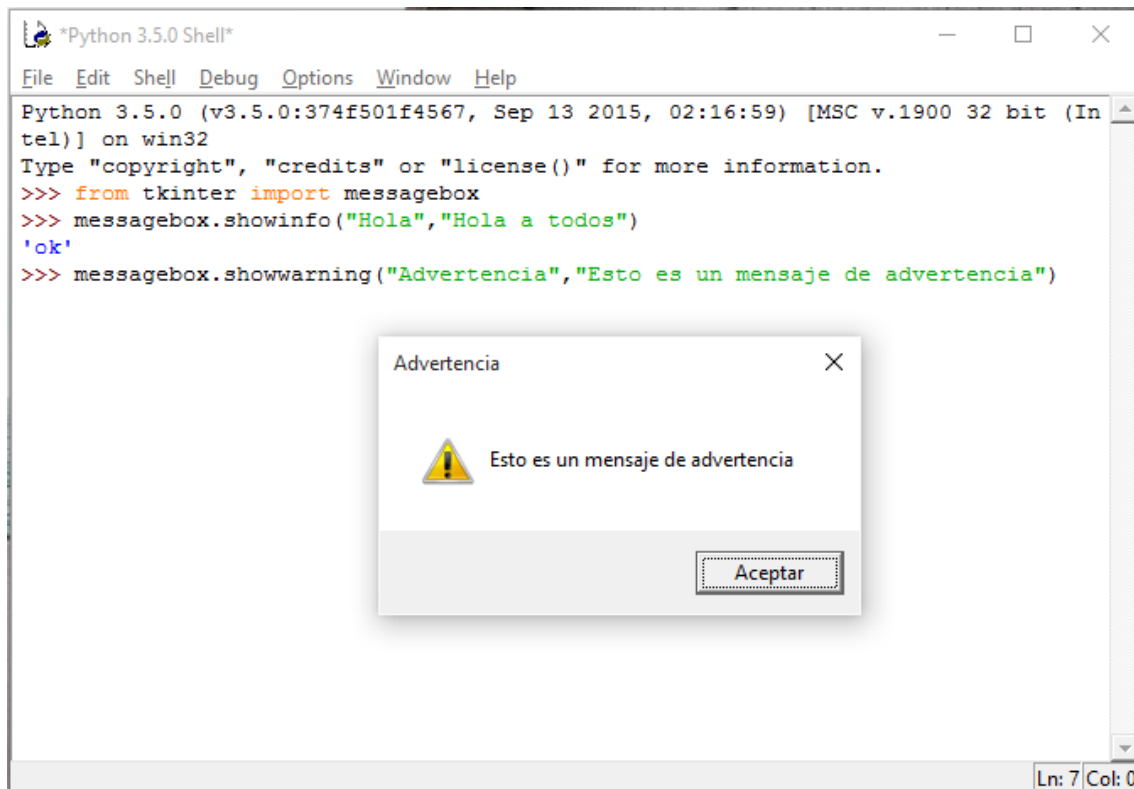 *Python 3.5.0 Shell*
File Edit Shell Debug Options Window Help
Python 3.5.0 (v3.5.0:374f501f4567, Sep 13 2015, 02:16:59) [MSC v.1900 32 bit (In
tel)] on win32
Type "copyright", "credits" or "license()" for more information.
>>> from tkinter import messagebox
>>> messagebox.showinfo("Hola","Hola a todos")
'ok'
>>> messagebox.showwarning("Advertencia","Esto es un mensaje de advertencia")
Advertencia
Esto es un mensaje de advertencia
Aceptar
Ln: 7 Col: 0